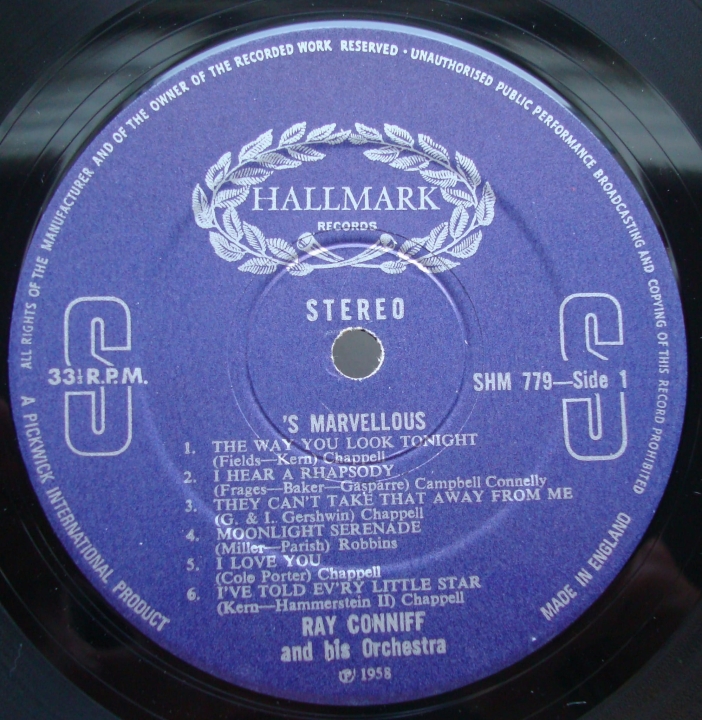 ALL RIGHTS OF THE MANUFACTURER AND OF THE OWNER OF THE RECORDED WORK RESERVED · UNAUTHORISED PUBLIC PERFORMANCE BROADCASTING AND COPYING OF THIS RECORD PROHIBITED
HALLMARK
RECORDS
STEREO
S
S
33⅓ R.P.M.
SHM 779—Side 1
'S MARVELLOUS
1. THE WAY YOU LOOK TONIGHT
(Fields—Kern) Chappell
2. I HEAR A RHAPSODY
(Frages—Baker—Gasparre) Campbell Connelly
3. THEY CAN'T TAKE THAT AWAY FROM ME
(G. & I. Gershwin) Chappell
4. MOONLIGHT SERENADE
(Miller—Parish) Robbins
5. I LOVE YOU
(Cole Porter) Chappell
6. I'VE TOLD EV'RY LITTLE STAR
(Kern—Hammerstein II) Chappell
RAY CONNIFF
and his Orchestra
℗ 1958
A PICKWICK INTERNATIONAL PRODUCT
MADE IN ENGLAND